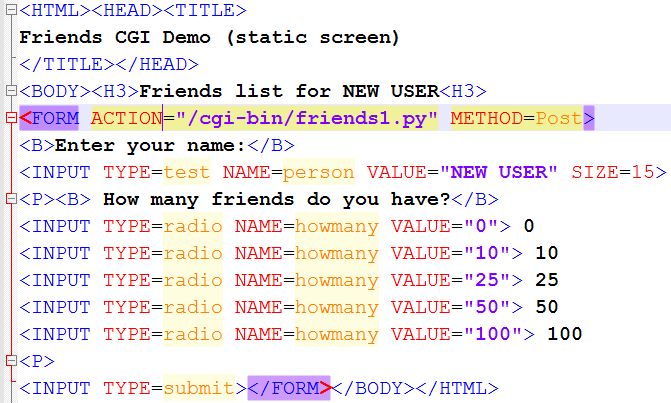 <HTML><HEAD><TITLE>
Friends CGI Demo (static screen)
</TITLE></HEAD>
<BODY><H3>Friends list for NEW USER<H3>
<FORM ACTION="/cgi-bin/friends1.py" METHOD=Post>
<B>Enter your name:</B>
<INPUT TYPE=test NAME=person VALUE="NEW USER" SIZE=15>
<P><B> How many friends do you have?</B>
<INPUT TYPE=radio NAME=howmany VALUE="0"> 0
<INPUT TYPE=radio NAME=howmany VALUE="10"> 10
<INPUT TYPE=radio NAME=howmany VALUE="25"> 25
<INPUT TYPE=radio NAME=howmany VALUE="50"> 50
<INPUT TYPE=radio NAME=howmany VALUE="100"> 100
<P>
<INPUT TYPE=submit></FORM></BODY></HTML>